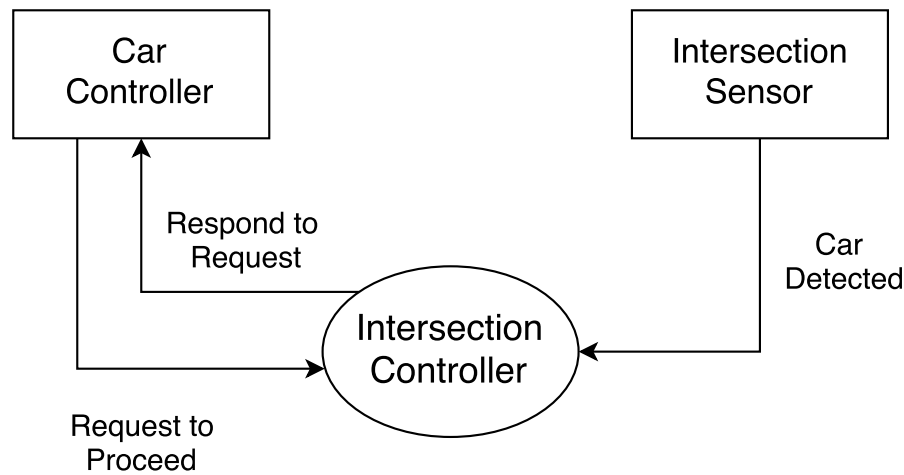 Car
Controller
Intersection
Sensor
Respond to
Request
Car
Detected
Intersection
Controller
Request to
Proceed